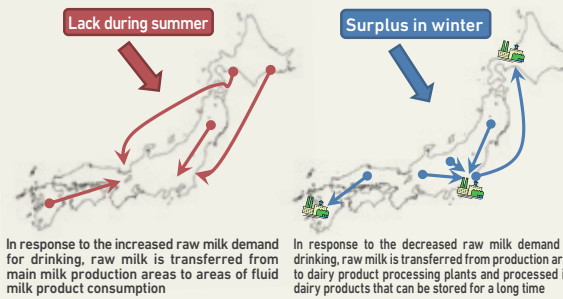 Lack during summer
Surplus in winter
In response to the increased raw milk demand
for drinking, raw milk is transferred from
main milk production areas to areas of fluid
milk product consumption
In response to the decreased raw milk demand
drinking, raw milk is transferred from production
to dairy product processing plants and processed
dairy products that can be stored for a long time